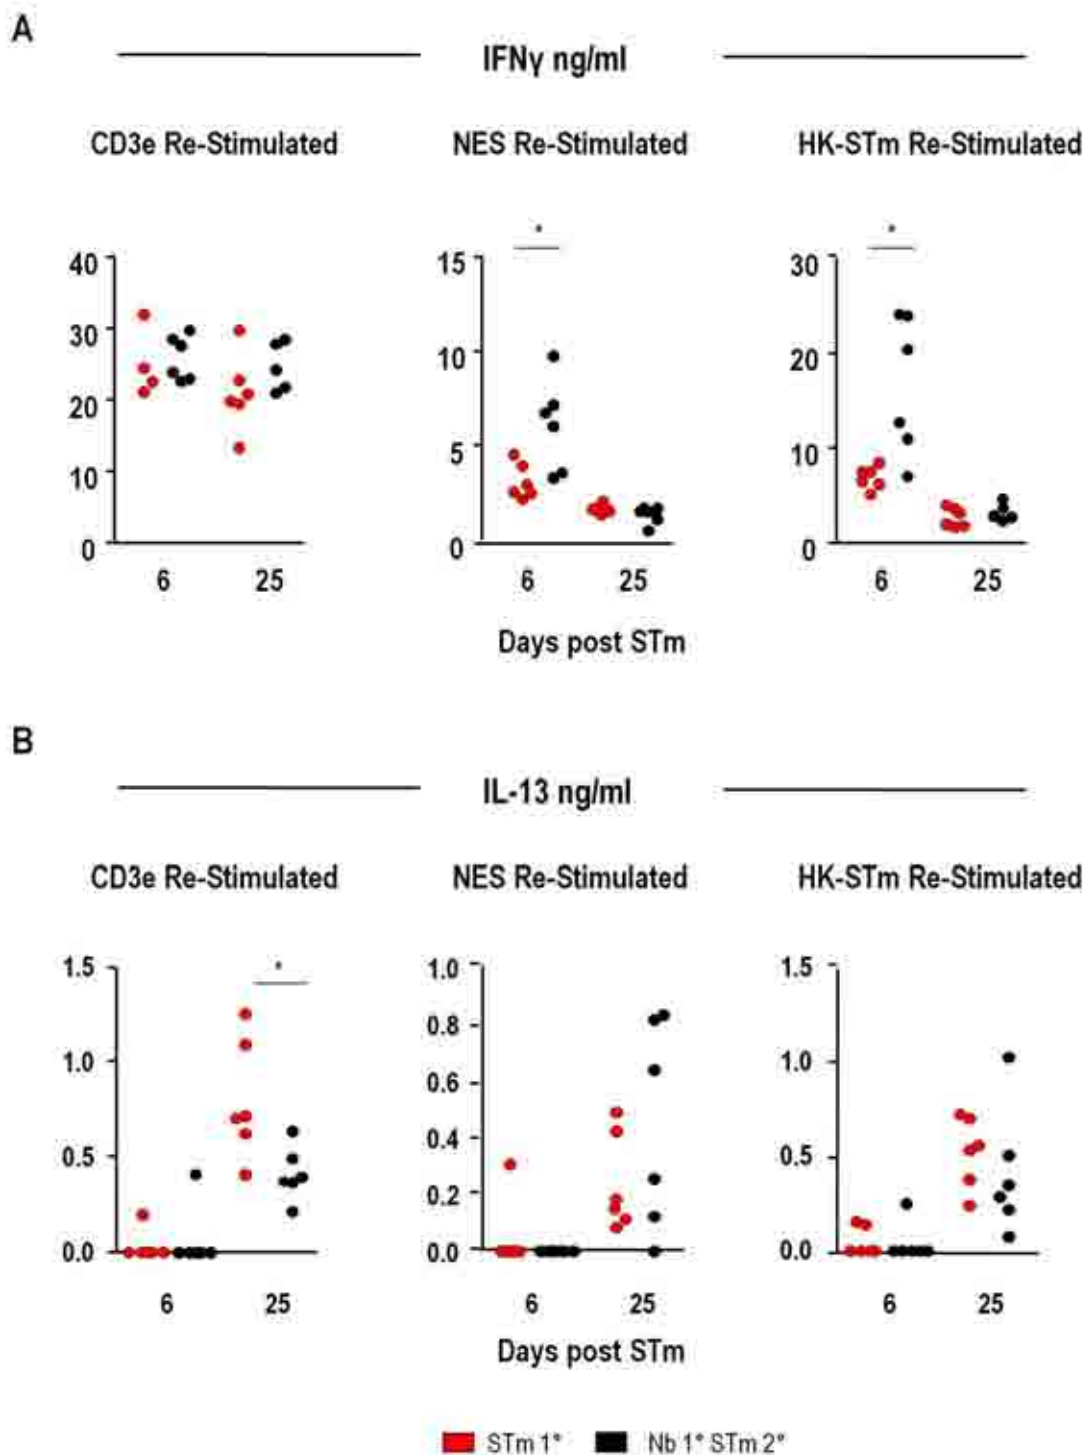 A
IFNγ ng/ml
CD3e Re-Stimulated NES Re-Stimulated HK-STm Re-Stimulated
* *
40 15 30
30
10 20
20
5 10
10
0 0 0
6 25 6 25 6 25
Days post STm
B
IL-13 ng/ml
CD3e Re-Stimulated NES Re-Stimulated HK-STm Re-Stimulated
*
1.5 1.0 1.5
0.8
1.0 1.0
0.6
0.4
0.5 0.5
0.2
0.0 0.0 0.0
6 25 6 25 6 25
Days post STm
STm 1° Nb 1° STm 2°